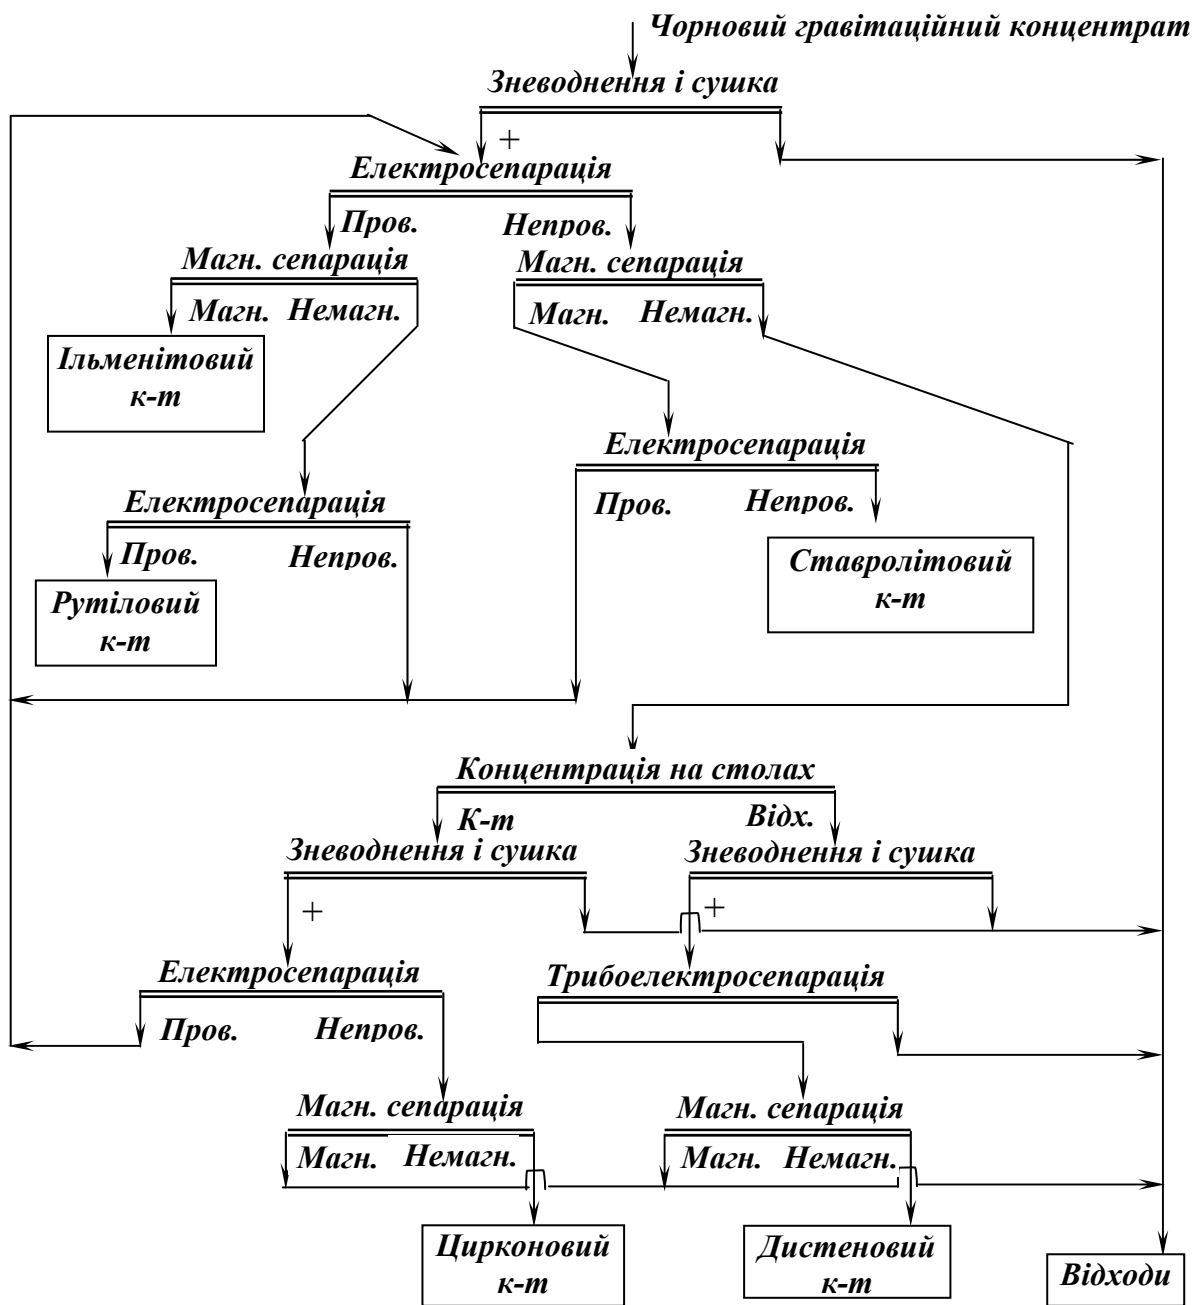 Чорновий гравітаційний концентрат
Зневоднення і сушка
+
Електросепарація
Пров. Непров.
Магн. сепарація Магн. сепарація
Магн. Немагн. Магн. Немагн.
Ільменітовий
к-т
Електросепарація
Пров. Непров.
Електросепарація
Пров. Непров.
Ставролітовий
к-т
Рутіловий
к-т
Концентрація на столах
К-т Відх.
Зневоднення і сушка Зневоднення і сушка
+ +
Електросепарація Трибоелектросепарація
Пров. Непров.
Магн. сепарація Магн. сепарація
Магн. Немагн. Магн. Немагн.
Цирконовий
к-т
Дистеновий
к-т
Відходи